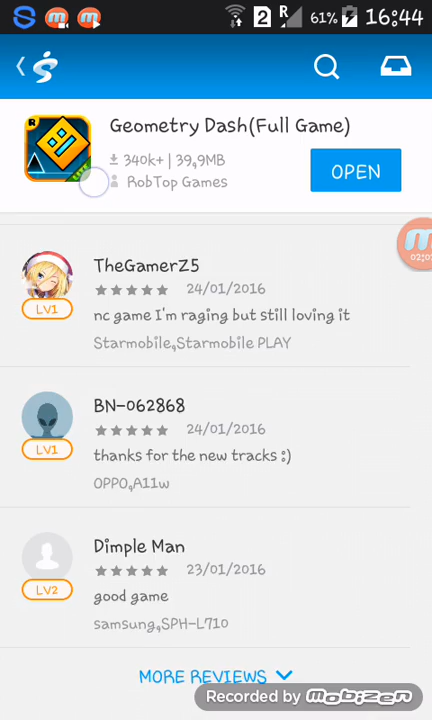 2 R 61% 16:44
Geometry Dash(Full Game)
340k+ | 39,9MB
RobTop Games
OPEN
TheGamerZ5
24/01/2016
LV1
nc game I'm raging but still loving it
Starmobile,Starmobile PLAY
BN-062868
24/01/2016
LV1
thanks for the new tracks :)
OPPO,A11w
Dimple Man
23/01/2016
LV2
good game
samsung,SPH-L710
MORE REVIEWS
Recorded by mobizen